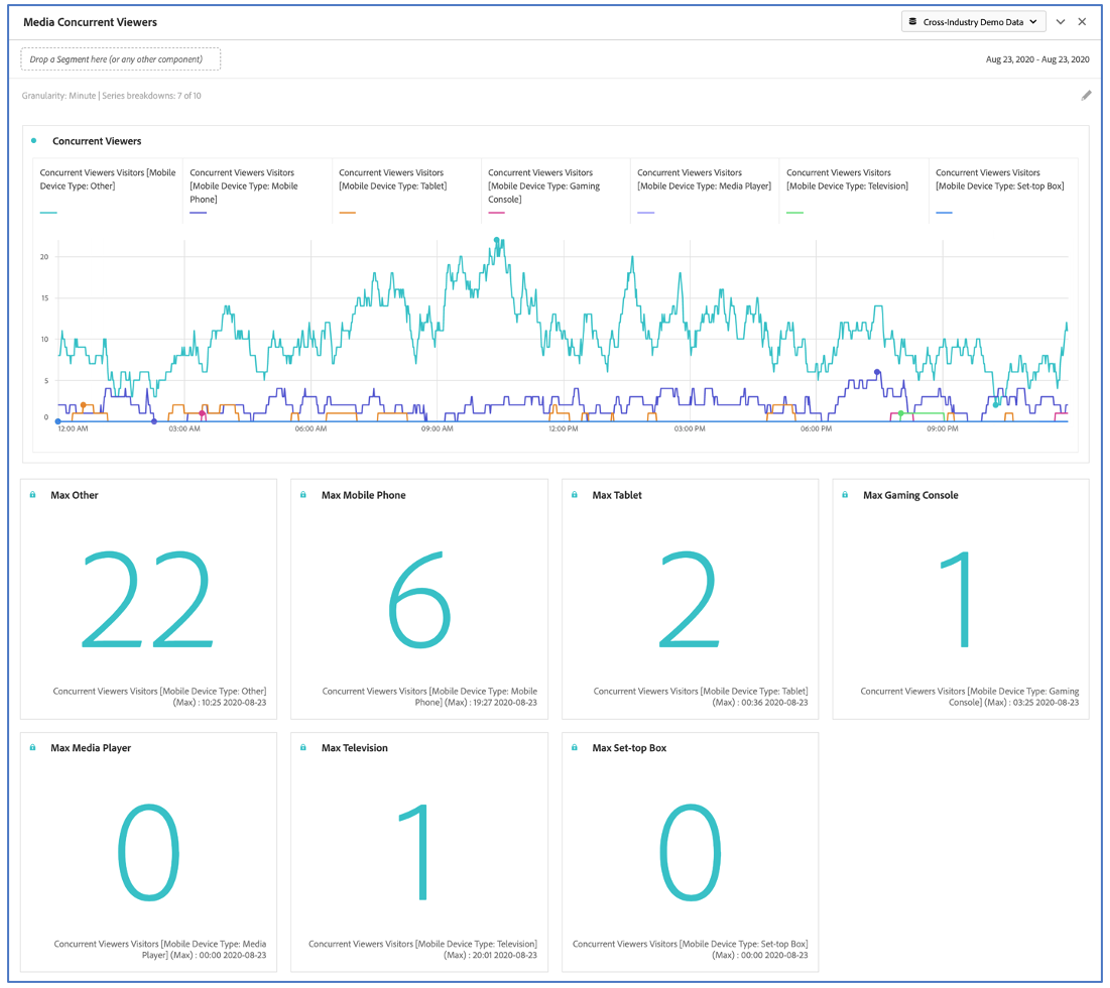 Media Concurrent Viewers
Cross-Industry Demo Data
Drop a Segment here (or any other component)
Aug 23, 2020 - Aug 23, 2020
Granularity: Minute | Series breakdowns: 7 of 10
Concurrent Viewers
Concurrent Viewers Visitors [Mobile
Device Type: Other]
Concurrent Viewers Visitors
[Mobile Device Type: Mobile
Phone]
Concurrent Viewers Visitors
[Mobile Device Type: Tablet]
Concurrent Viewers Visitors
[Mobile Device Type: Gaming
Console]
Concurrent Viewers Visitors
[Mobile Device Type: Media Player]
Concurrent Viewers Visitors
[Mobile Device Type: Television]
Concurrent Viewers Visitors
[Mobile Device Type: Set-top Box]
20
15
10
5
0
12:00 AM 03:00 AM 06:00 AM 09:00 AM 12:00 PM 03:00 PM 06:00 PM 09:00 PM
Max Other
22
Concurrent Viewers Visitors [Mobile Device Type: Other]
(Max) : 10:25 2020-08-23
Max Mobile Phone
6
Concurrent Viewers Visitors [Mobile Device Type: Mobile
Phone] (Max) : 19:27 2020-08-23
Max Tablet
2
Concurrent Viewers Visitors [Mobile Device Type: Tablet]
(Max) : 00:36 2020-08-23
Max Gaming Console
1
Concurrent Viewers Visitors [Mobile Device Type: Gaming
Console] (Max) : 03:25 2020-08-23
Max Media Player
0
Concurrent Viewers Visitors [Mobile Device Type: Media
Player] (Max) : 00:00 2020-08-23
Max Television
1
Concurrent Viewers Visitors [Mobile Device Type: Television]
(Max) : 20:01 2020-08-23
Max Set-top Box
0
Concurrent Viewers Visitors [Mobile Device Type: Set-top Box]
(Max) : 00:00 2020-08-23